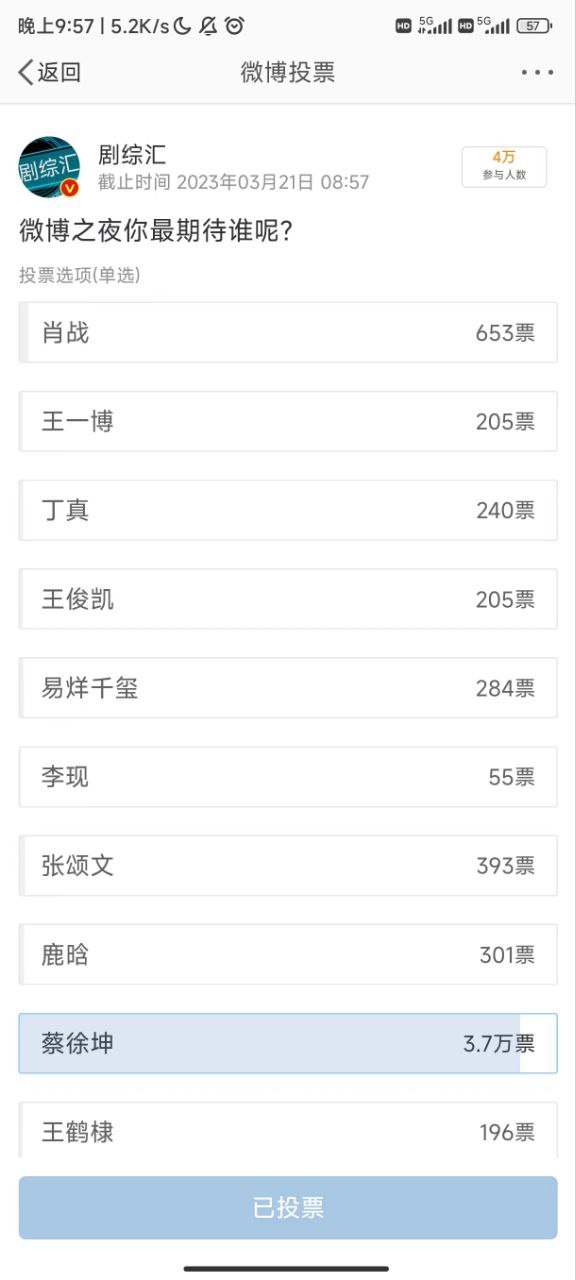 晚上9:57 | 5.2K/s HD 5G HD 5G 57
返回 微博投票 ...
剧综汇 剧综汇 4万
截止时间 2023年03月21日 08:57 参与人数
微博之夜你最期待谁呢？
投票选项(单选)
肖战 653票
王一博 205票
丁真 240票
王俊凯 205票
易烊千玺 284票
李现 55票
张颂文 393票
鹿晗 301票
蔡徐坤 3.7万票
王鹤棣 196票
已投票